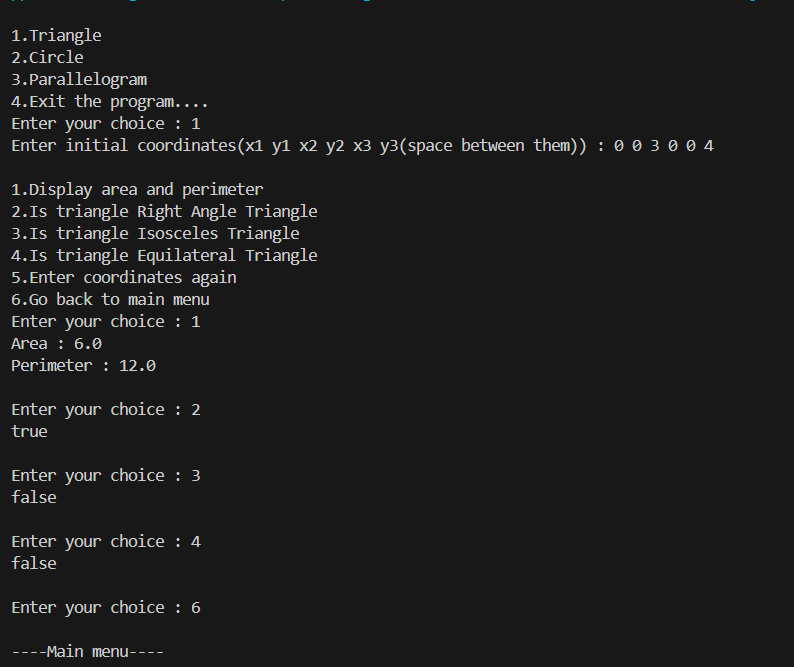 1.Triangle
2.Circle
3.Parallelogram
4.Exit the program....
Enter your choice : 1
Enter initial coordinates(x1 y1 x2 y2 x3 y3(space between them)) : 0 0 3 0 0 4
1.Display area and perimeter
2.Is triangle Right Angle Triangle
3.Is triangle Isosceles Triangle
4.Is triangle Equilateral Triangle
5.Enter coordinates again
6.Go back to main menu
Enter your choice : 1
Area : 6.0
Perimeter : 12.0
Enter your choice : 2
true
Enter your choice : 3
false
Enter your choice : 4
false
Enter your choice : 6
----Main menu----